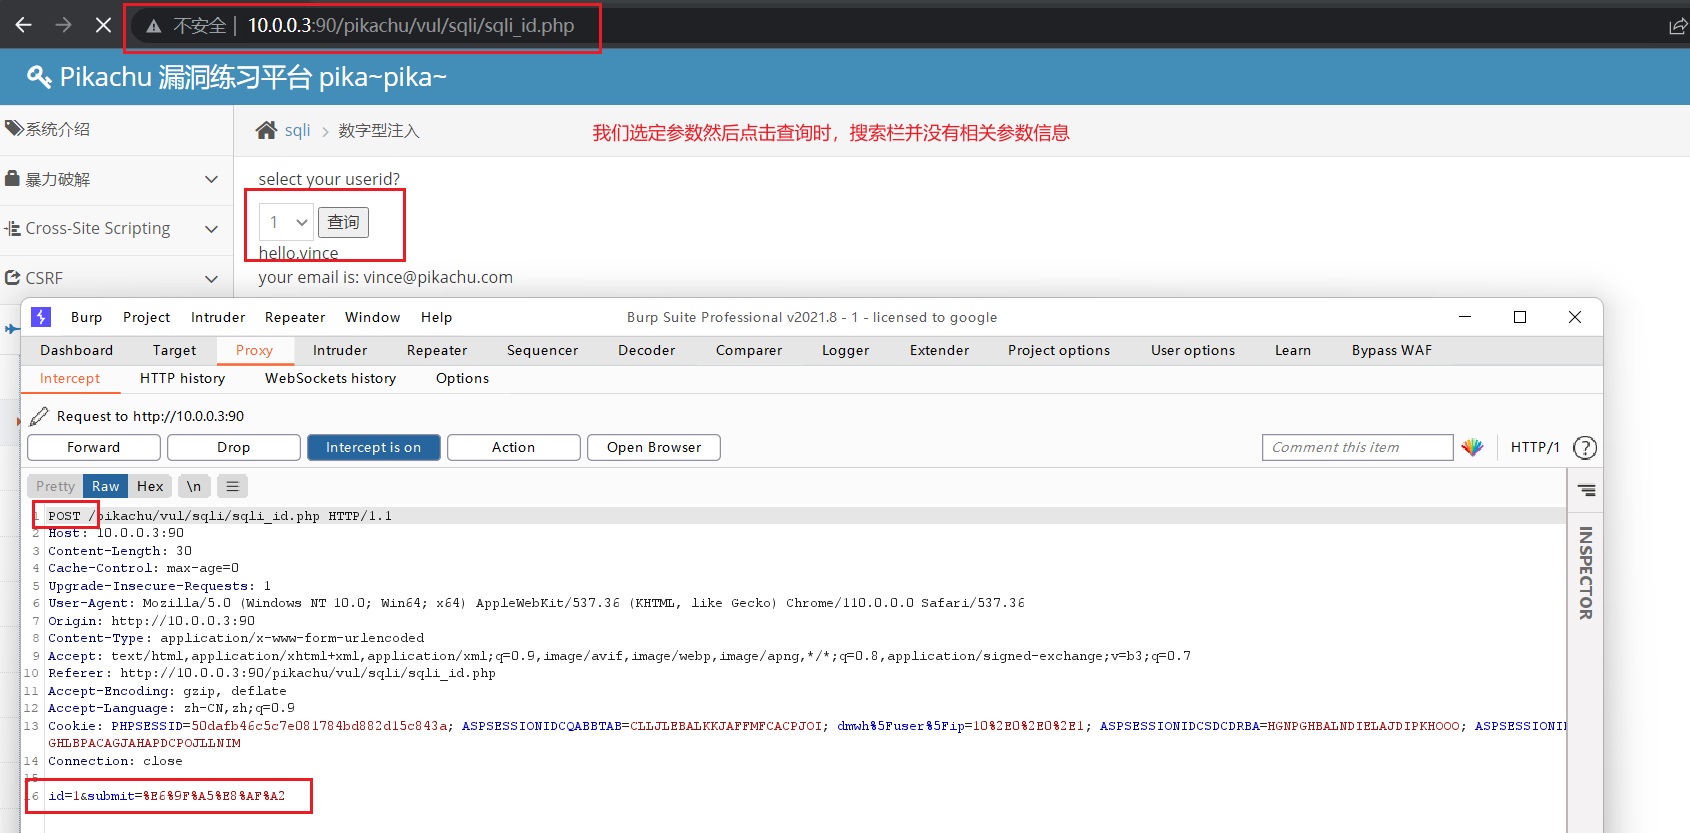 不安全 | 10.0.0.3:90/pikachu/vul/sqli/sqli_id.php
Pikachu 漏洞练习平台 pika~pika~
系统介绍
sqli > 数字型注入
我们选定参数然后点击查询时，搜索栏并没有相关参数信息
暴力破解
select your userid?
1 查询
Cross-Site Scripting
hello,vince
CSRF
your email is: vince@pikachu.com
Burp Project Intruder Repeater Window Help
Burp Suite Professional v2021.8 - 1 - licensed to google
Dashboard Target Proxy Intruder Repeater Sequencer Decoder Comparer Logger Extender Project options User options Learn Bypass WAF
Intercept HTTP history WebSockets history Options
Request to http://10.0.0.3:90
Forward Drop Intercept is on Action Open Browser Comment this item HTTP/1 ?
Pretty Raw Hex \n
INSPECTOR
1 POST /pikachu/vul/sqli/sqli_id.php HTTP/1.1
2 Host: 10.0.0.3:90
3 Content-Length: 30
4 Cache-Control: max-age=0
5 Upgrade-Insecure-Requests: 1
6 User-Agent: Mozilla/5.0 (Windows NT 10.0; Win64; x64) AppleWebKit/537.36 (KHTML, like Gecko) Chrome/110.0.0.0 Safari/537.36
7 Origin: http://10.0.0.3:90
8 Content-Type: application/x-www-form-urlencoded
9 Accept: text/html,application/xhtml+xml,application/xml;q=0.9,image/avif,image/webp,image/apng,*/*;q=0.8,application/signed-exchange;v=b3;q=0.7
10 Referer: http://10.0.0.3:90/pikachu/vul/sqli/sqli_id.php
11 Accept-Encoding: gzip, deflate
12 Accept-Language: zh-CN,zh;q=0.9
13 Cookie: PHPSESSID=50dafb46c5c7e081784bd882d15c843a; ASPSESSIONIDCQABBTAB=CLLJLEBALKKJAFFMFCACPJOI; dmwh%5Fuser%5Fip=10%2E0%2E0%2E1; ASPSESSIONIDCSDCDRBA=HGNPGHBALNDIELAJDIPKHOOO; ASPSESSIONI
GHLBPACAGJAHAPDCPOJLLNIM
14 Connection: close
15
16 id=1&submit=%E6%9F%A5%E8%AF%A2